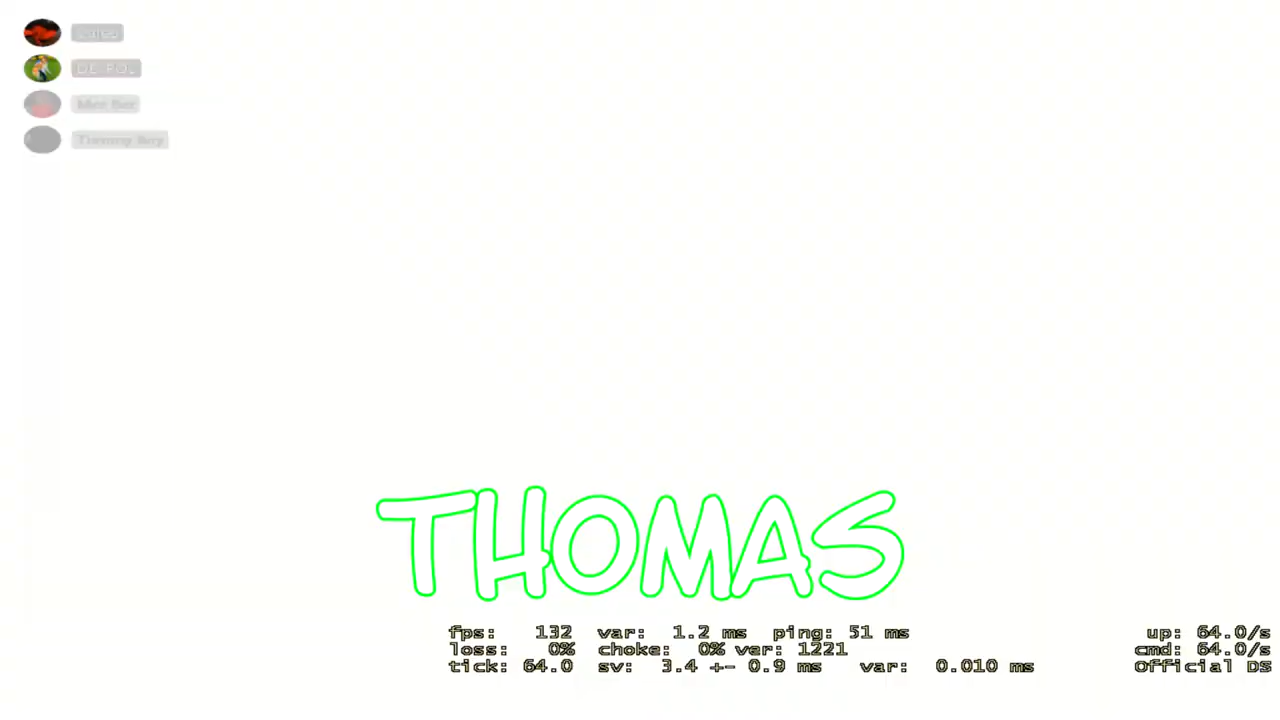 THOMAS
fps: 132 var: 1.2 ms ping: 51 ms up: 64.0/s
loss: 0% choke: 0% ver: 1221 cmd: 64.0/s
tick: 64.0 sv: 3.4 +- 0.9 ms var: 0.010 ms Official DS